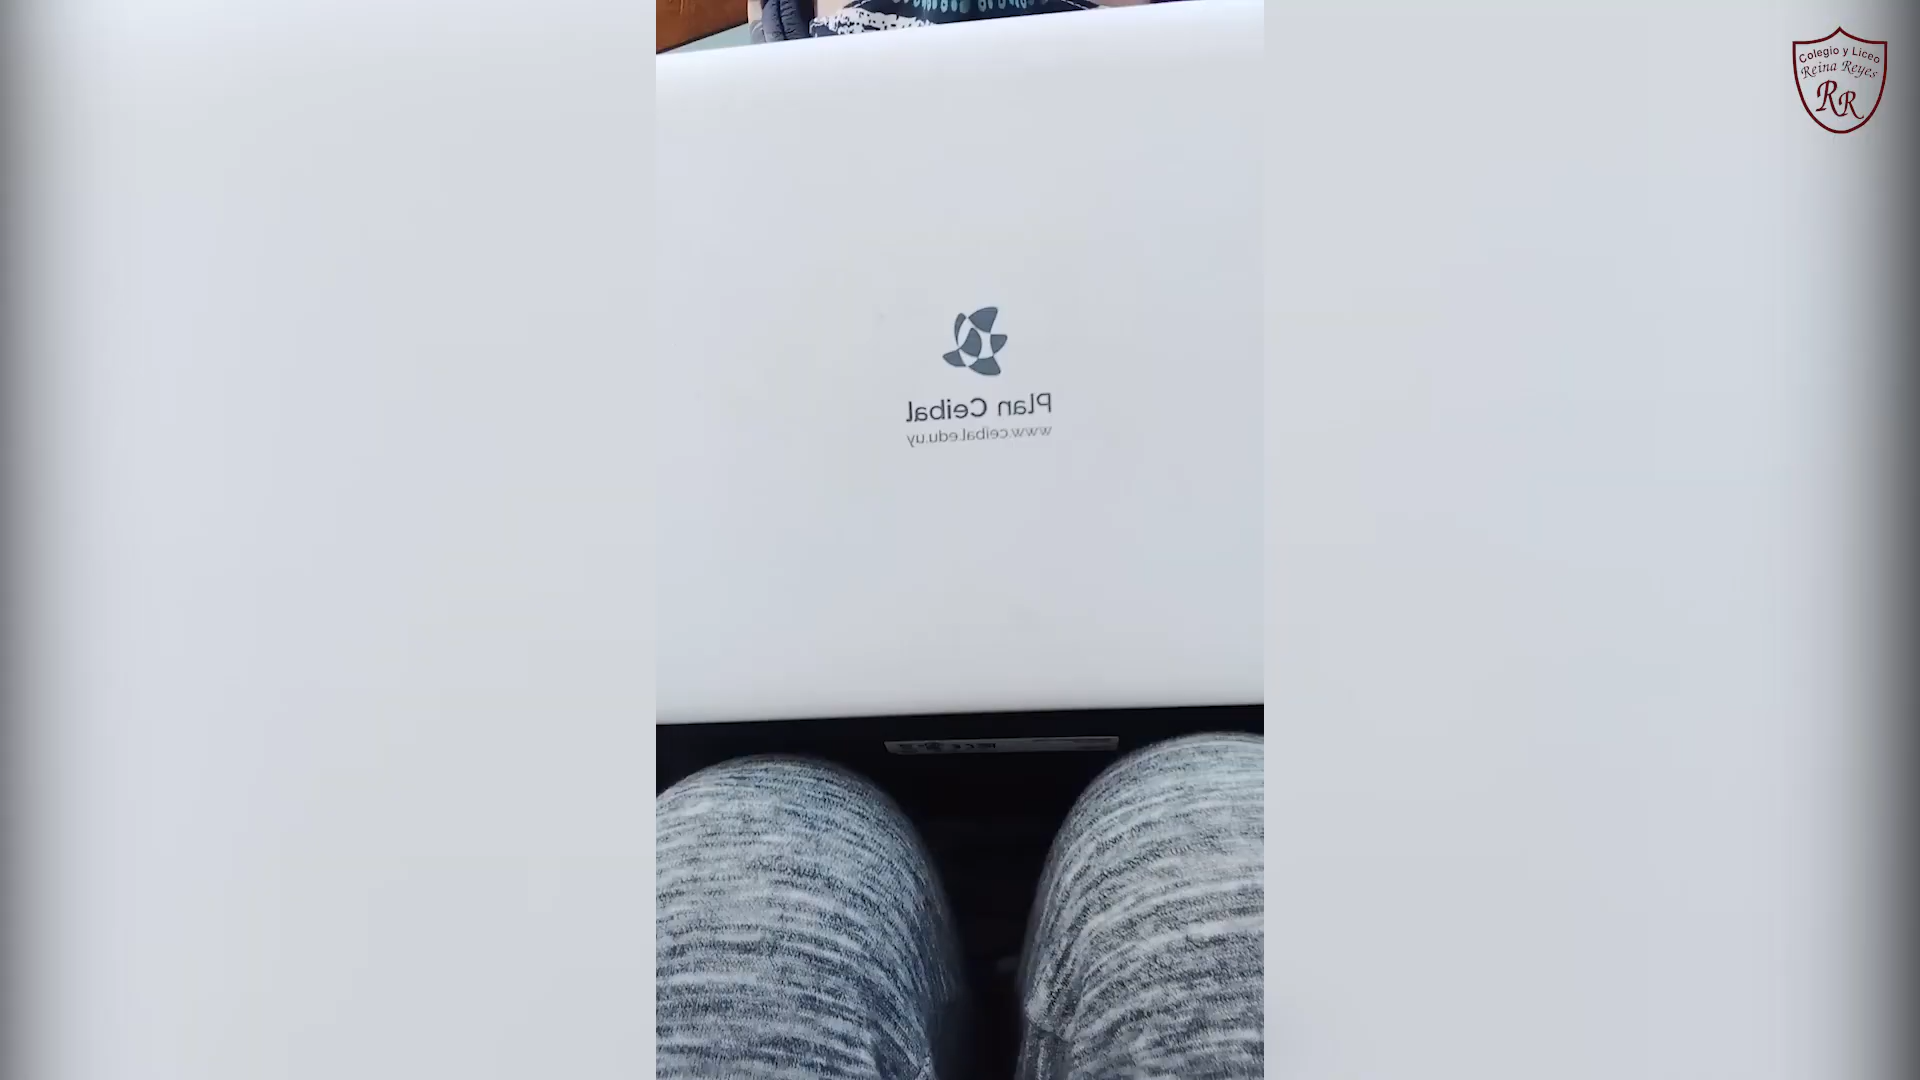 Colegio y Liceo
Reina Reyes
RR
Plan Ceibal
www.ceibal.edu.uy